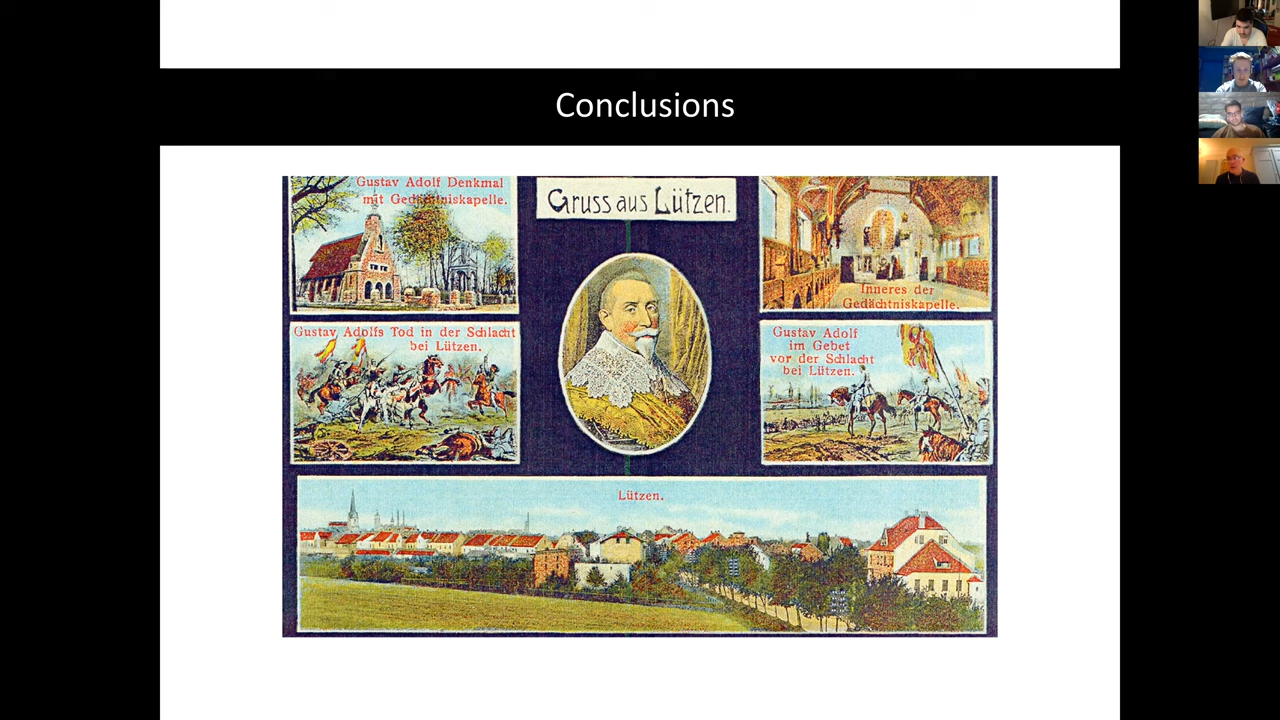 Conclusions
Gustav Adolf Denkmal
mit Gedächtniskapelle.
Gruss aus Lützen.
Inneres der
Gedächtniskapelle.
Gustav Adolfs Tod in der Schlacht
bei Lützen.
Gustav Adolf
im Gebet
vor der Schlacht
bei Lützen.
Lützen.